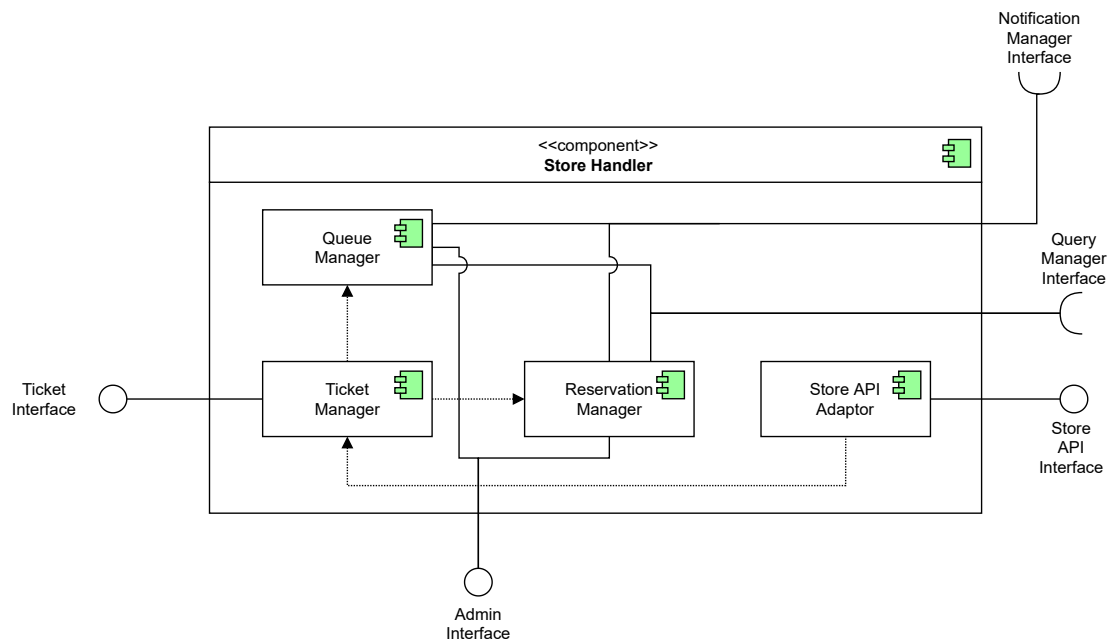 Notification
Manager
Interface
<<component>>
Store Handler
Queue
Manager
Query
Manager
Interface
Ticket
Interface
Ticket
Manager
Reservation
Manager
Store API
Adaptor
Store
API
Interface
Admin
Interface